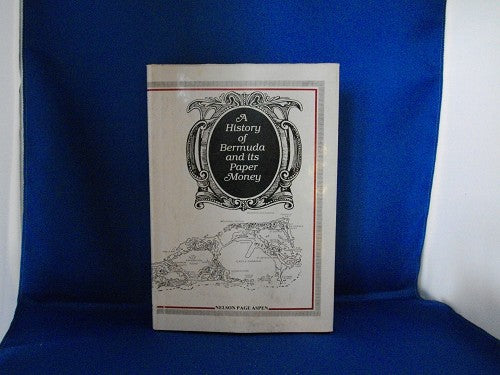 A
History
of
Bermuda
and its
Paper
Money
NELSON PAGE ASPEN